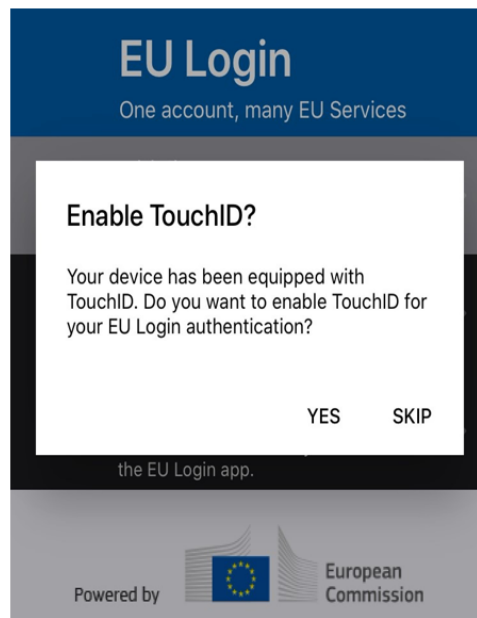 EU Login
One account, many EU Services
Enable TouchID?
Your device has been equipped with
TouchID. Do you want to enable TouchID for
your EU Login authentication?
YES SKIP
the EU Login app.
Powered by
European
Commission